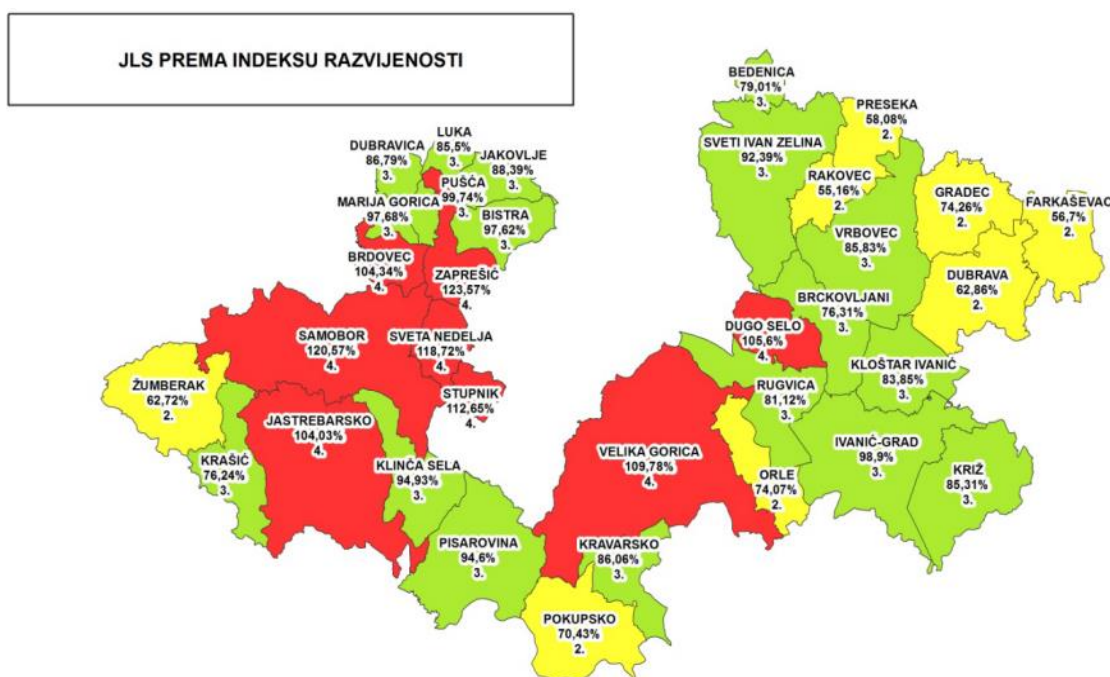 JLS PREMA INDEKSU RAZVIJENOSTI
BEDENICA
79,01%
3.
PRESEKA
58,08%
2.
SVETI IVAN ZELINA
92,39%
3.
RAKOVEC
55,16%
2.
GRADEC
74,26%
2.
FARKAŠEVAC
56,7%
2.
VRBOVEC
85,83%
3.
DUBRAVA
62,86%
2.
LUKA
85,5%
3.
DUBRAVICA
86,79%
3.
JAKOVLJE
88,39%
3.
PUŠĆA
99,74%
3.
MARIJA GORICA
97,68%
3.
BISTRA
97,62%
3.
BRDOVEC
104,34%
4.
ZAPREŠIĆ
123,57%
4.
BRCKOVLJANI
76,31%
3.
DUGO SELO
105,6%
4.
SAMOBOR
120,57%
4.
SVETA NEDELJA
118,72%
4.
KLOŠTAR IVANIĆ
83,85%
3.
ŽUMBERAK
62,72%
2.
STUPNIK
112,65%
4.
RUGVICA
81,12%
3.
JASTREBARSKO
104,03%
4.
IVANIĆ-GRAD
98,9%
3.
KRAŠIĆ
76,24%
3.
KLINČA SELA
94,93%
3.
VELIKA GORICA
109,78%
4.
ORLE
74,07%
2.
KRIŽ
85,31%
3.
PISAROVINA
94,6%
3.
KRAVARSKO
86,06%
3.
POKUPSKO
70,43%
2.